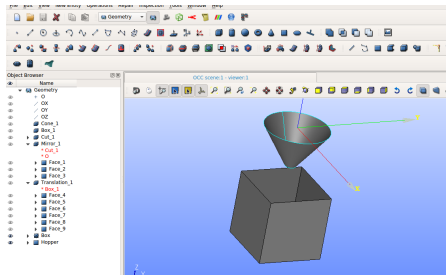 File Edit View New Entity Operations Repair Inspection Tools Window Help
Geometry
Object Browser
OCC scene:1 - viewer:1
Name
Geometry
O
OX
OY
OZ
Cone_1
Box_1
Cut_1
Mirror_1
* Cut_1
* O
Face_1
Face_2
Face_3
Translation_1
* Box_1
Face_4
Face_5
Face_6
Face_7
Face_8
Face_9
Box
Hopper
X
Z